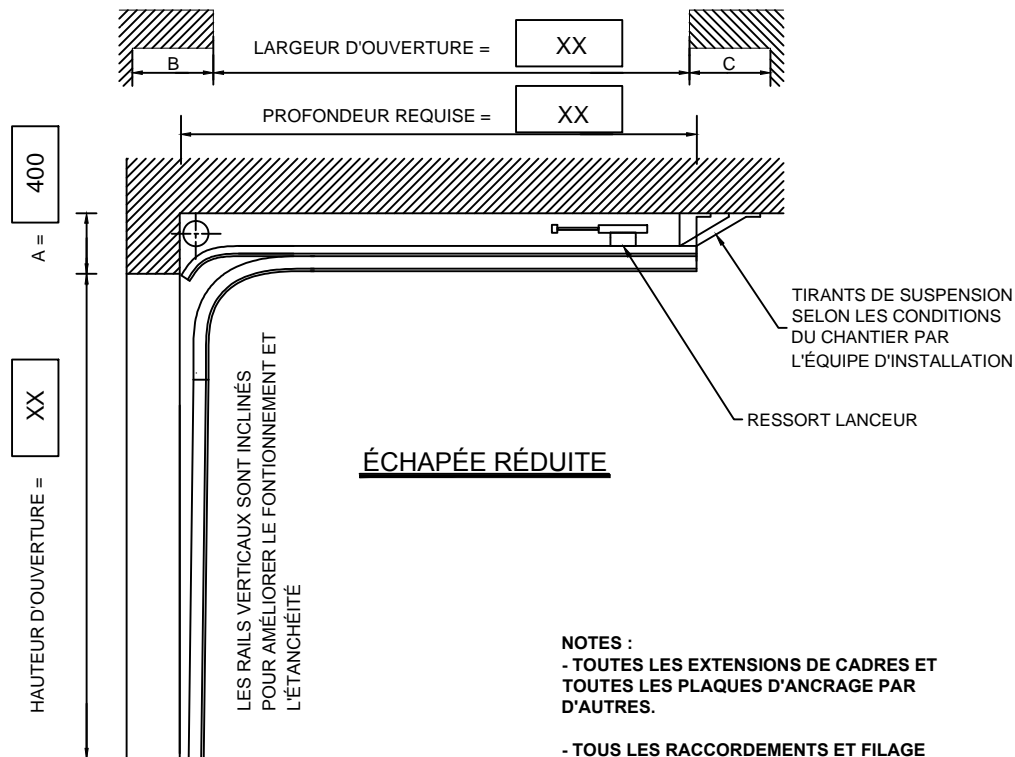 LARGEUR D'OUVERTURE = XX
B
C
PROFONDEUR REQUISE = XX
A = 400
HAUTEUR D'OUVERTURE = XX
TIRANTS DE SUSPENSION
SELON LES CONDITIONS
DU CHANTIER PAR
L'ÉQUIPE D'INSTALLATION
RESSORT LANCEUR
ÉCHAPÉE RÉDUITE
LES RAILS VERTICAUX SONT INCLINÉS
POUR AMÉLIORER LE FONTIONNEMENT ET
L'ÉTANCHÉITÉ
NOTES :
- TOUTES LES EXTENSIONS DE CADRES ET
TOUTES LES PLAQUES D'ANCRAGE PAR
D'AUTRES.
- TOUS LES RACCORDEMENTS ET FILAGE